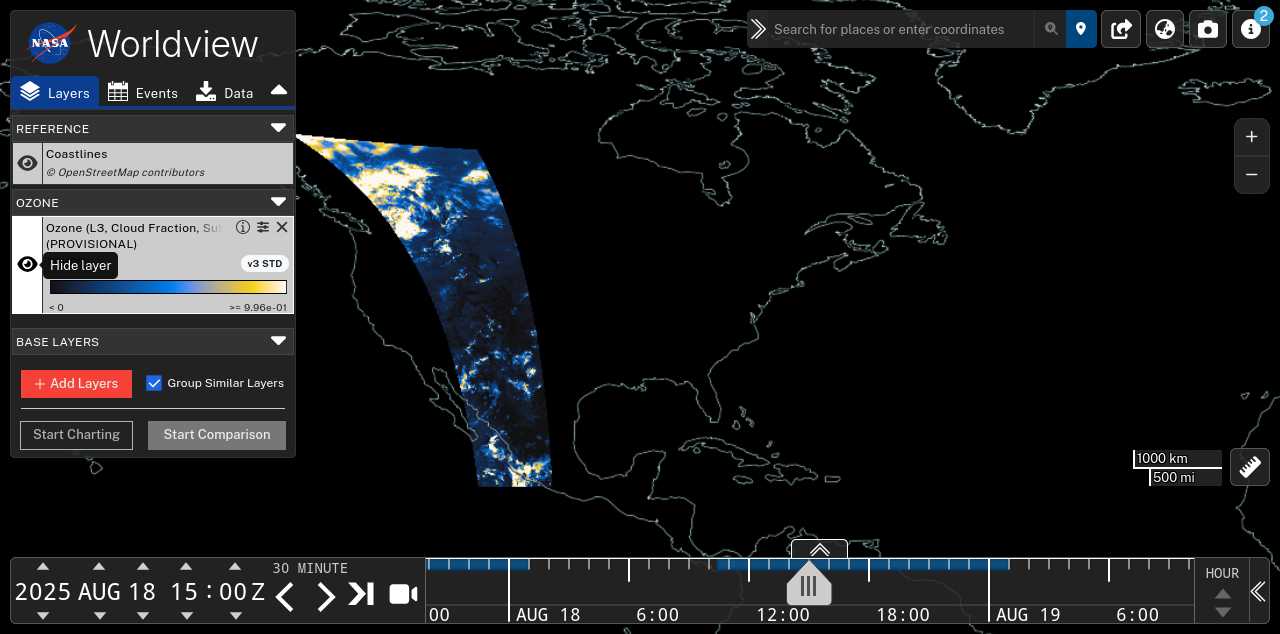 NASA
Worldview
Layers
Events
Data
REFERENCE
Coastlines
© OpenStreetMap contributors
OZONE
Ozone (L3, Cloud Fraction,
(PROVISIONAL)
Hide layer
v3 STD
< 0
>= 9.96e-01
BASE LAYERS
+ Add Layers
Group Similar Layers
Start Charting
Start Comparison
Search for places or enter coordinates
2
+
−
1000 km
500 mi
2025 AUG 18 15:00 Z
30 MINUTE
00
AUG 18
6:00
12:00
18:00
AUG 19
6:00
HOUR